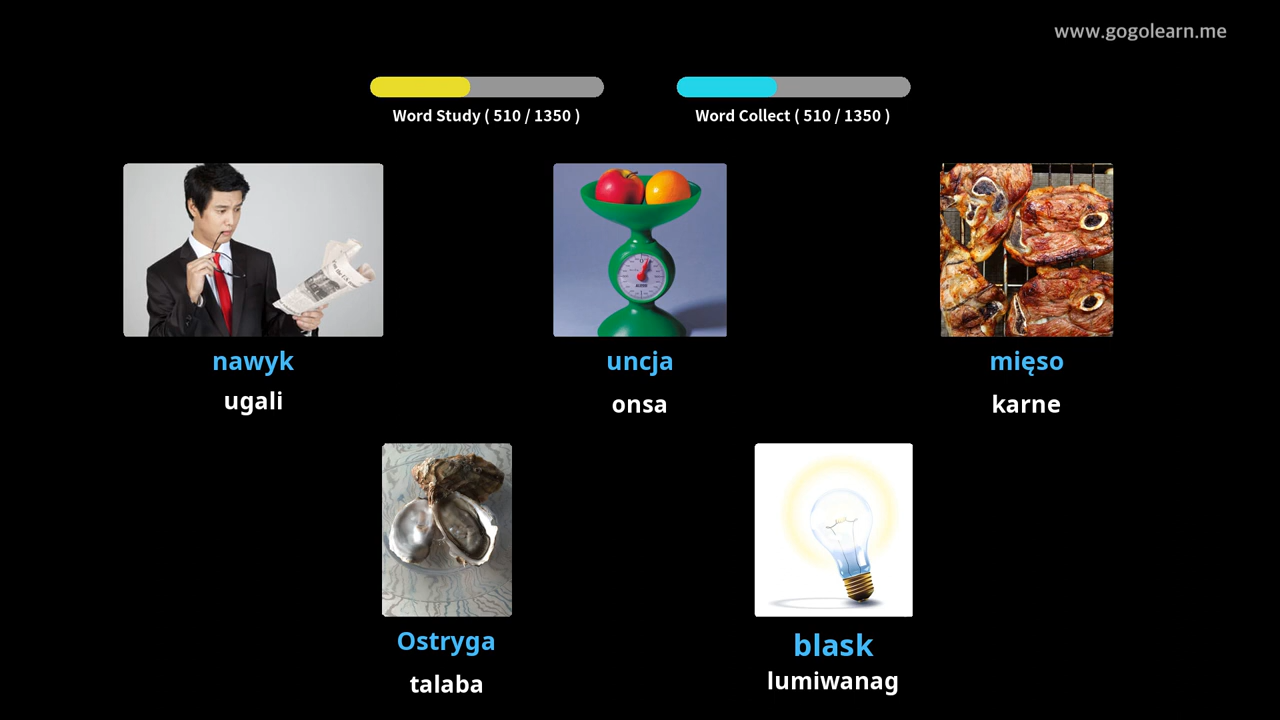 www.gogolearn.me
Word Study ( 510 / 1350 )
Word Collect ( 510 / 1350 )
nawyk
ugali
uncja
onsa
mięso
karne
Ostryga
talaba
blask
lumiwanag